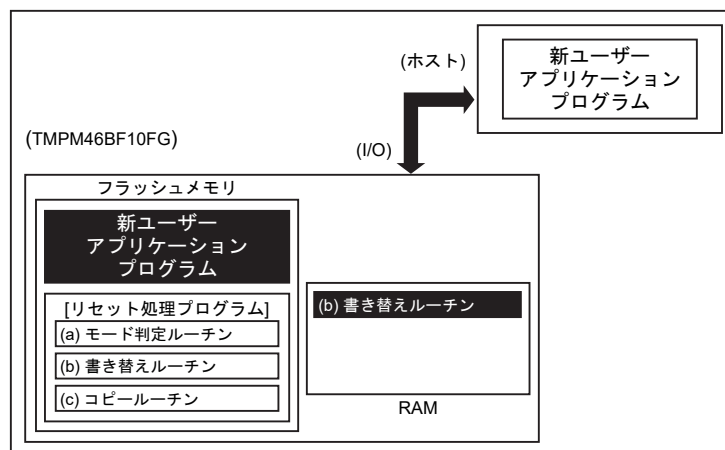 (ホスト)
新ユーザー
アプリケーション
プログラム
(TMPM46BF10FG)
(I/O)
フラッシュメモリ
新ユーザー
アプリケーション
プログラム
[リセット処理プログラム]
(a) モード判定ルーチン
(b) 書き替えルーチン
(c) コピールーチン
(b) 書き替えルーチン
RAM